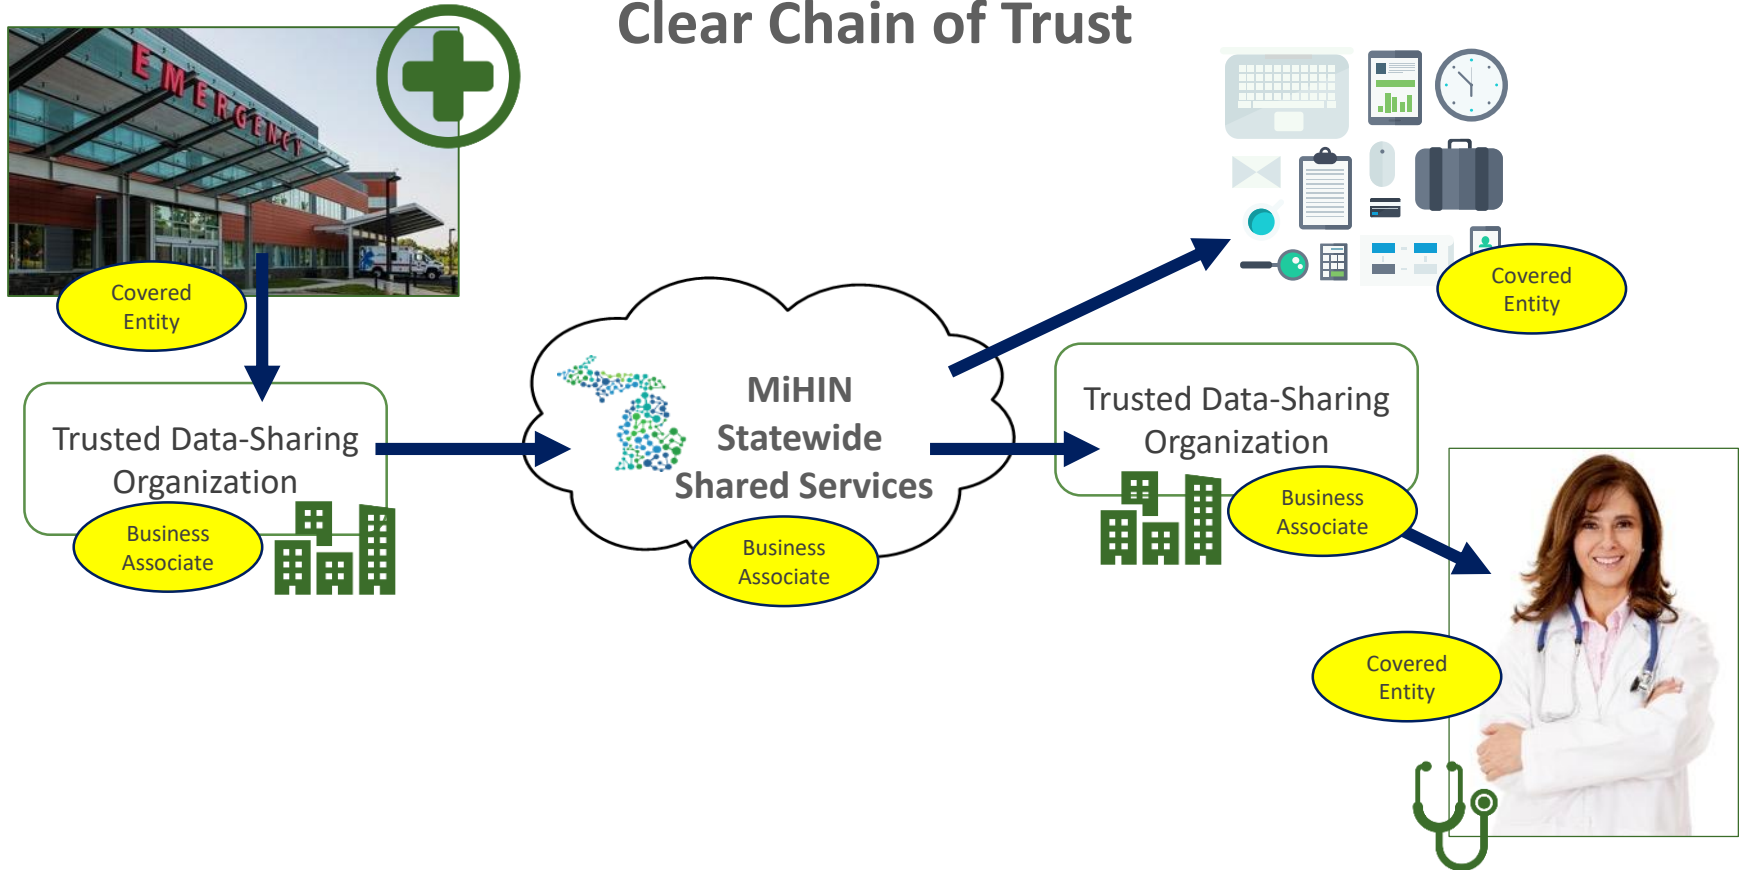 Clear Chain of Trust
EMERGENCY
Covered
Entity
Trusted Data-Sharing
Organization
Business
Associate
MiHIN
Statewide
Shared Services
Business
Associate
Covered
Entity
Trusted Data-Sharing
Organization
Business
Associate
Covered
Entity